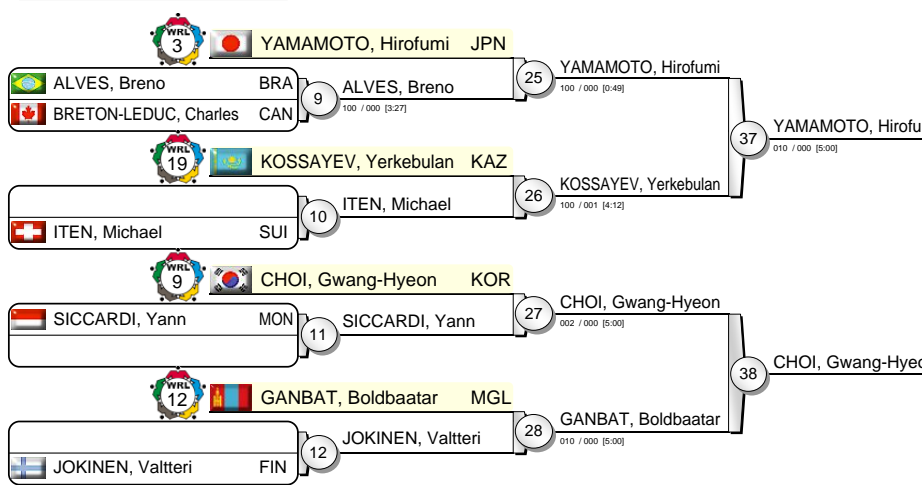 WRL
3
YAMAMOTO, Hirofumi JPN
ALVES, Breno BRA
BRETON-LEDUC, Charles CAN
9
ALVES, Breno
100 / 000 [3:27]
25
YAMAMOTO, Hirofumi
100 / 000 [0:49]
WRL
19
KOSSAYEV, Yerkebulan KAZ
ITEN, Michael SUI
10
ITEN, Michael
26
KOSSAYEV, Yerkebulan
100 / 001 [4:12]
37
YAMAMOTO, Hirofu
010 / 000 [5:00]
WRL
9
CHOI, Gwang-Hyeon KOR
SICCARDI, Yann MON
11
SICCARDI, Yann
27
CHOI, Gwang-Hyeon
002 / 000 [5:00]
WRL
12
GANBAT, Boldbaatar MGL
JOKINEN, Valtteri FIN
12
JOKINEN, Valtteri
28
GANBAT, Boldbaatar
010 / 000 [5:00]
38
CHOI, Gwang-Hyeo